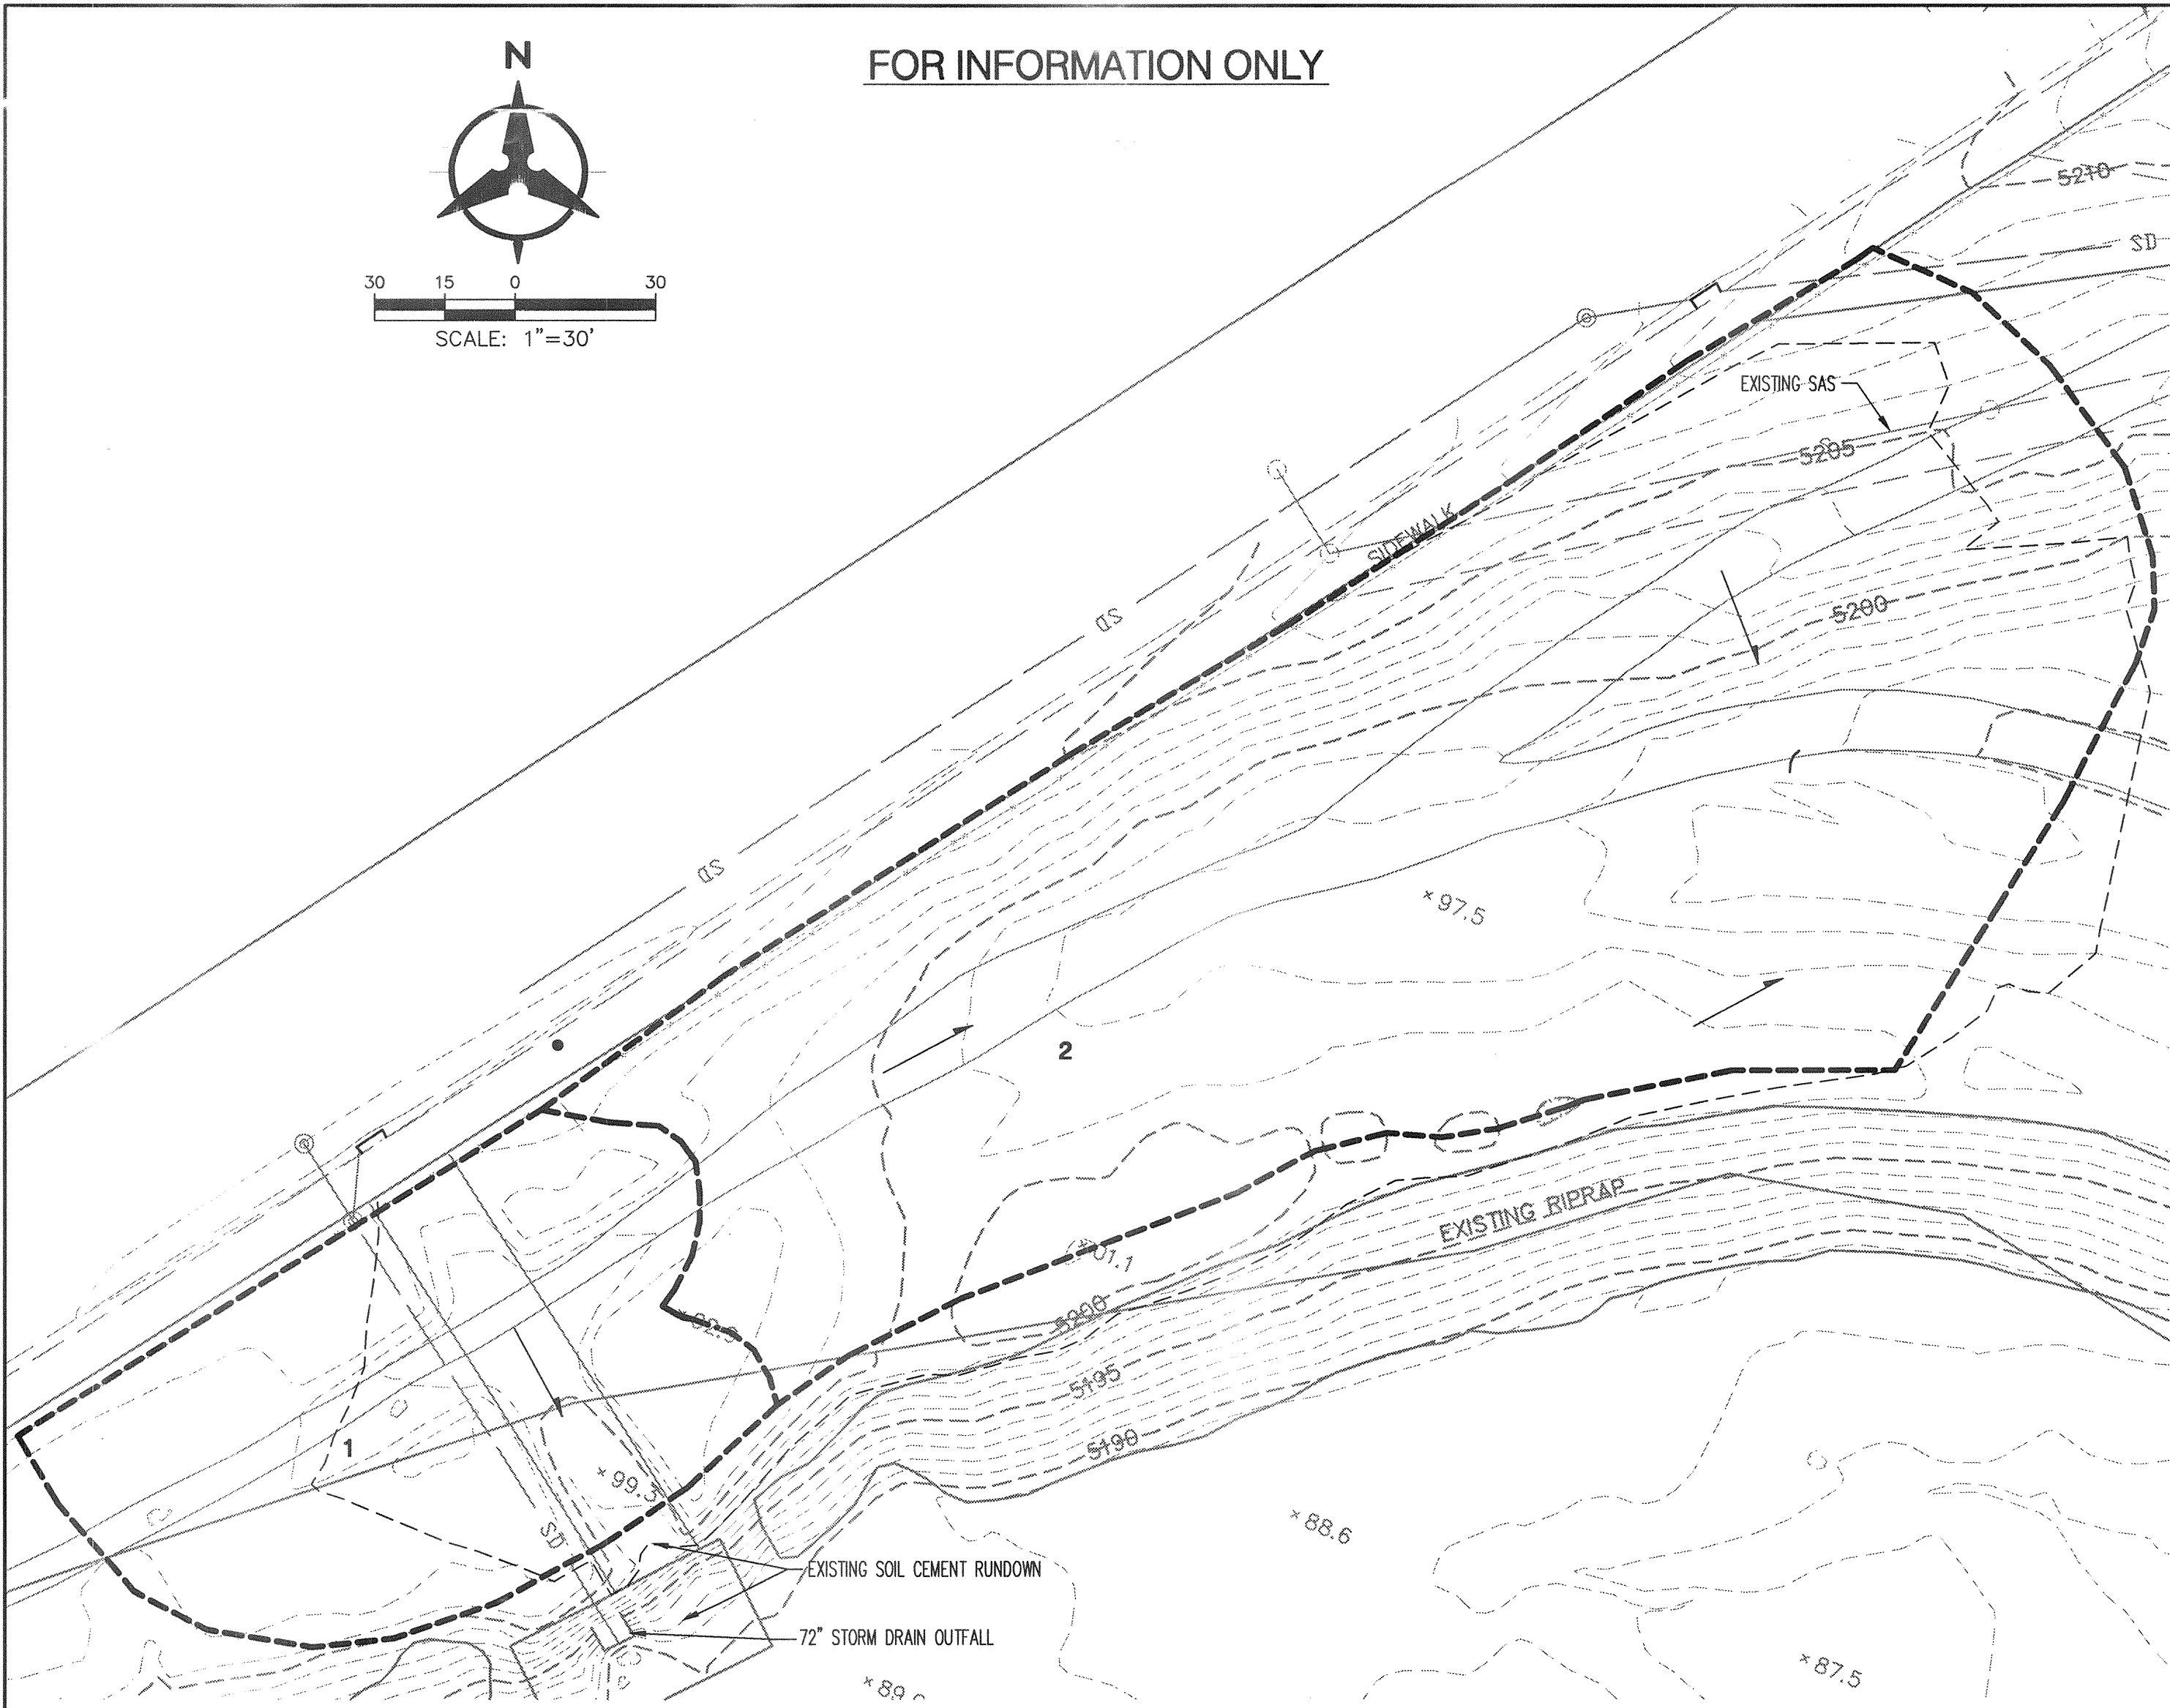 FOR INFORMATION ONLY
N
30 15 0 30
SCALE: 1"=30'
5210
SD
EXISTING SAS
5205
SIDEWALK
5200
SD
SD
97.5
2
EXISTING RIPRAP
01.1
5200
5195
5190
1
99.3
88.6
SD
EXISTING SOIL CEMENT RUNDOWN
72" STORM DRAIN OUTFALL
87.5